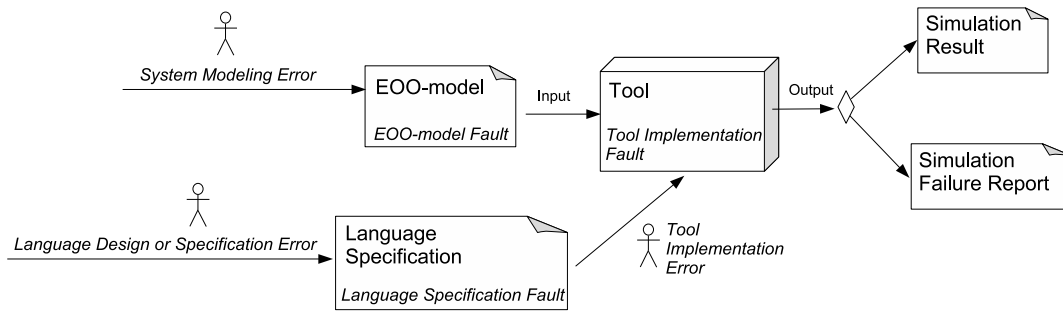 System Modeling Error
EOO-model
EOO-model Fault
Input
Tool
Tool Implementation
Fault
Output
Simulation
Result
Simulation
Failure Report
Language Design or Specification Error
Language
Specification
Language Specification Fault
Tool
Implementation
Error